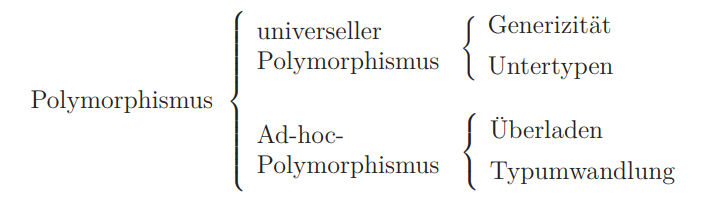 Polymorphismus
universeller
Polymorphismus
Generizität
Untertypen
Ad-hoc-
Polymorphismus
Überladen
Typumwandlung